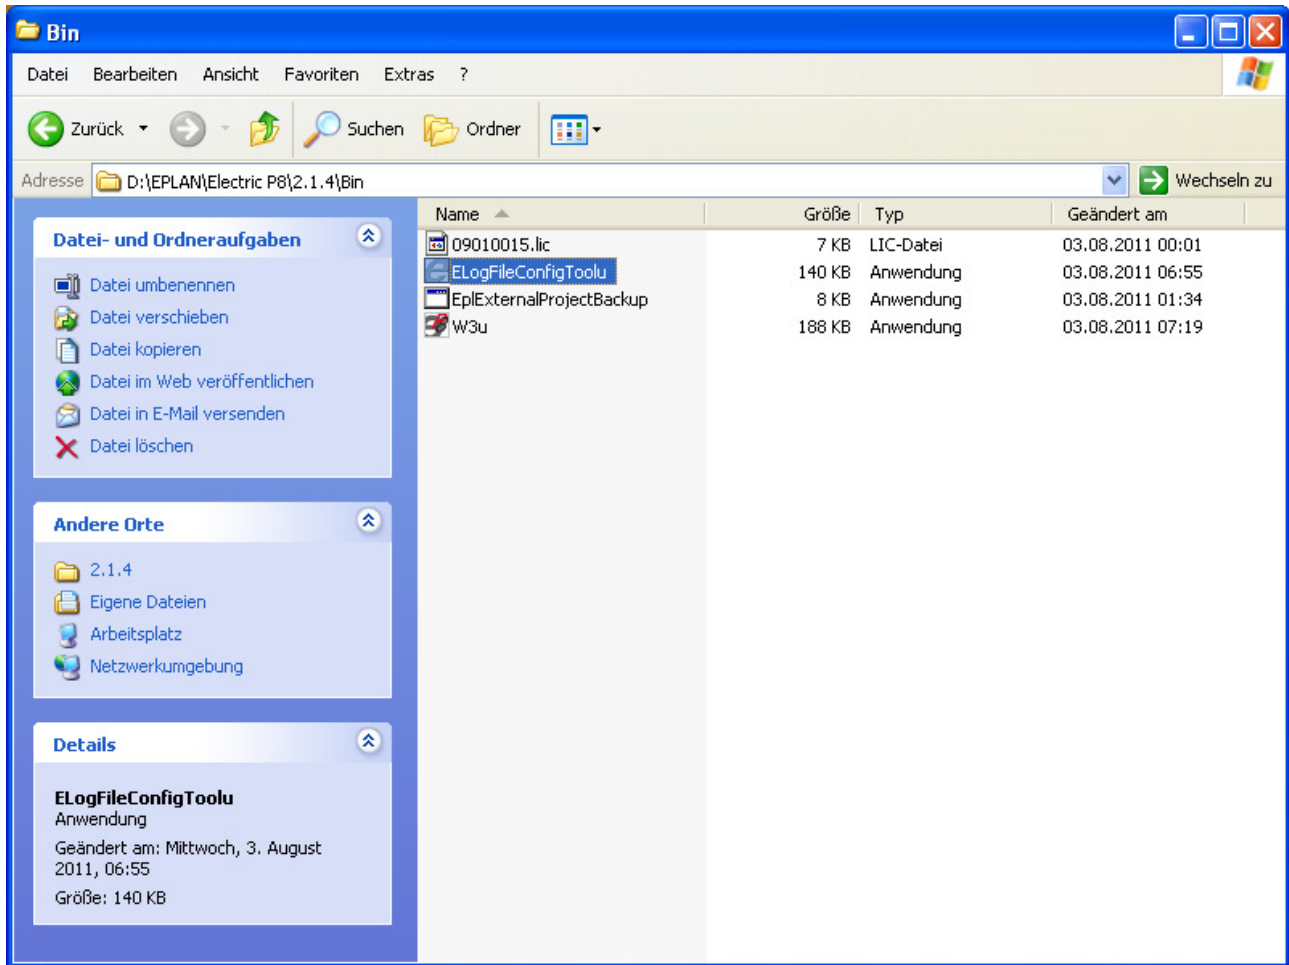 Bin
Datei Bearbeiten Ansicht Favoriten Extras ?
Zurück Suchen Ordner
Adresse D:\EPLAN\Electric P8\2.1.4\Bin Wechseln zu
Datei- und Ordneraufgaben
Datei umbenennen
Datei verschieben
Datei kopieren
Datei im Web veröffentlichen
Datei in E-Mail versenden
Datei löschen
Andere Orte
2.1.4
Eigene Dateien
Arbeitsplatz
Netzwerkumgebung
Details
ELogFileConfigToolu
Anwendung
Geändert am: Mittwoch, 3. August
2011, 06:55
Größe: 140 KB
Name Größe Typ Geändert am
09010015.lic 7 KB LIC-Datei 03.08.2011 00:01
ELogFileConfigToolu 140 KB Anwendung 03.08.2011 06:55
EplExternalProjectBackup 8 KB Anwendung 03.08.2011 01:34
W3u 188 KB Anwendung 03.08.2011 07:19